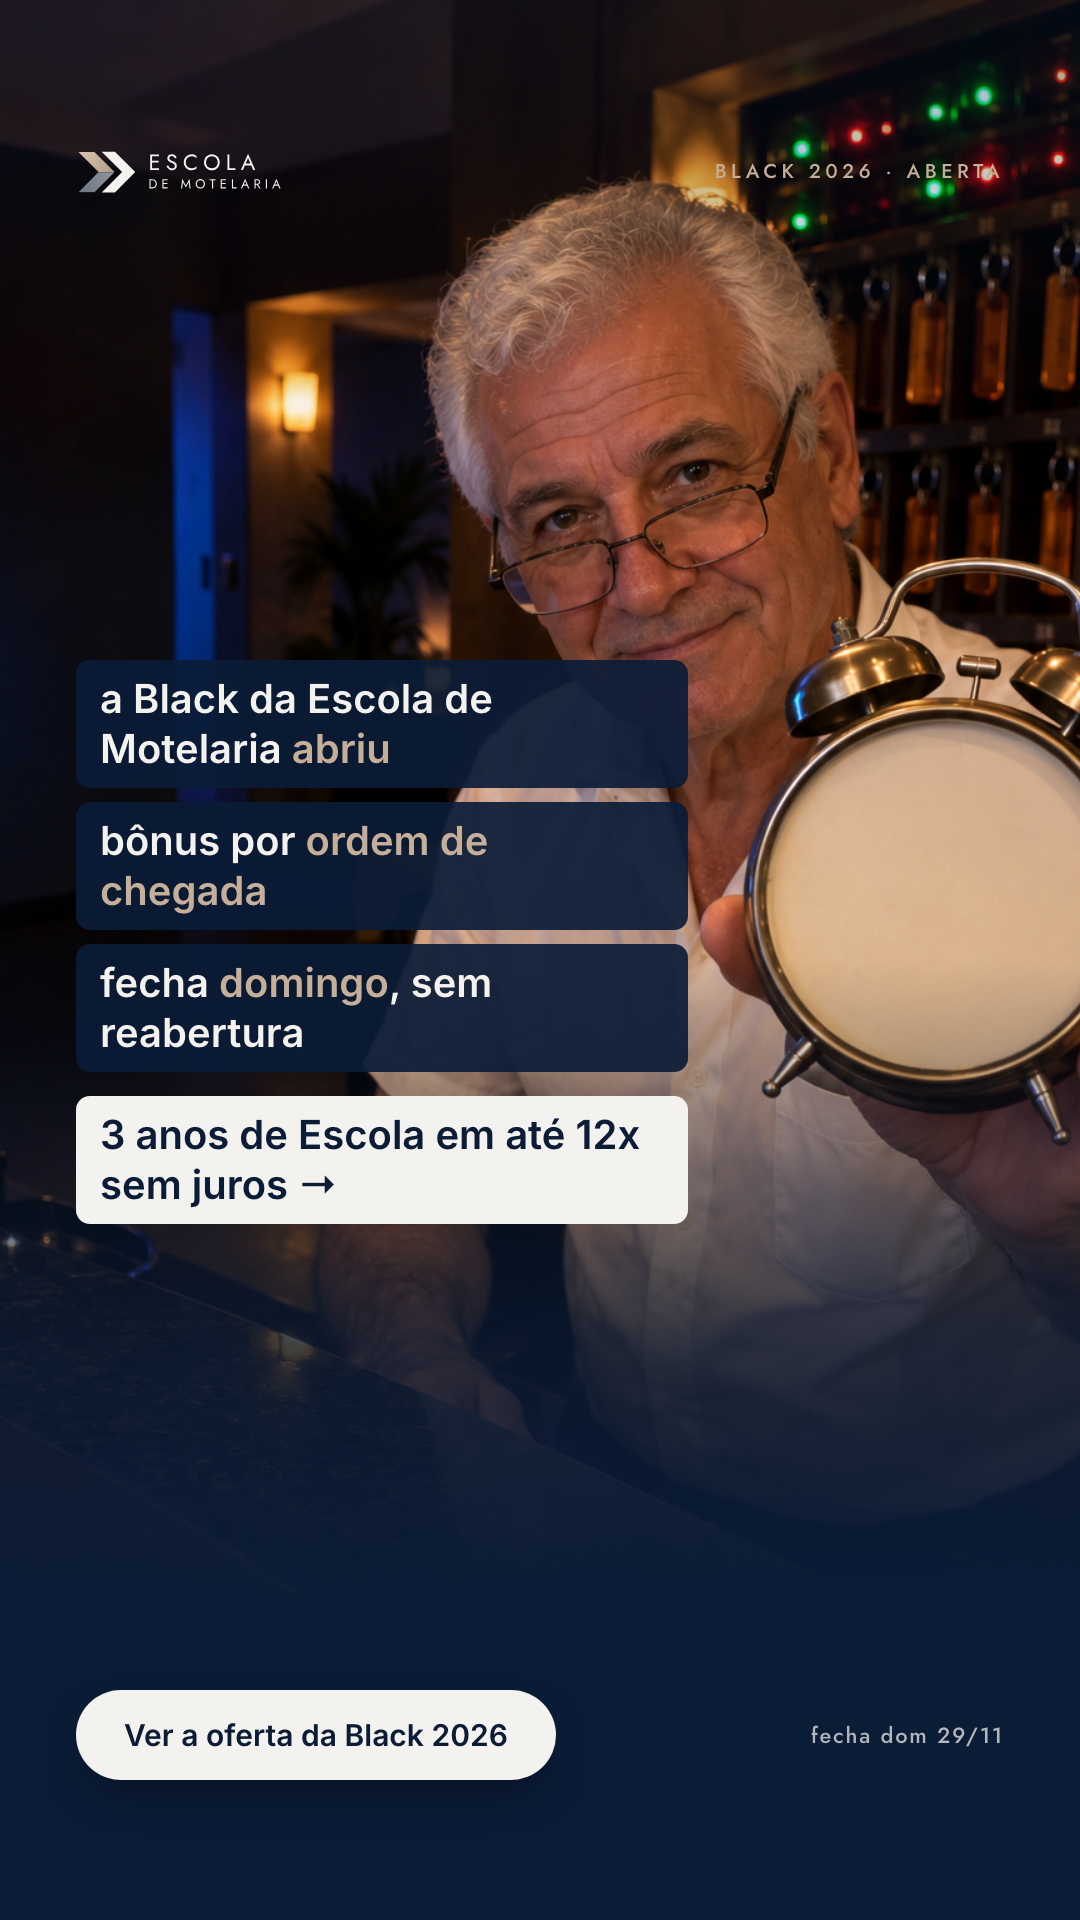 ESCOLA
DE MOTELARIA
BLACK 2026 · ABERTA
a Black da Escola de
Motelaria abriu
bônus por ordem de
chegada
fecha domingo, sem
reabertura
3 anos de Escola em até 12x
sem juros →
Ver a oferta da Black 2026
fecha dom 29/11